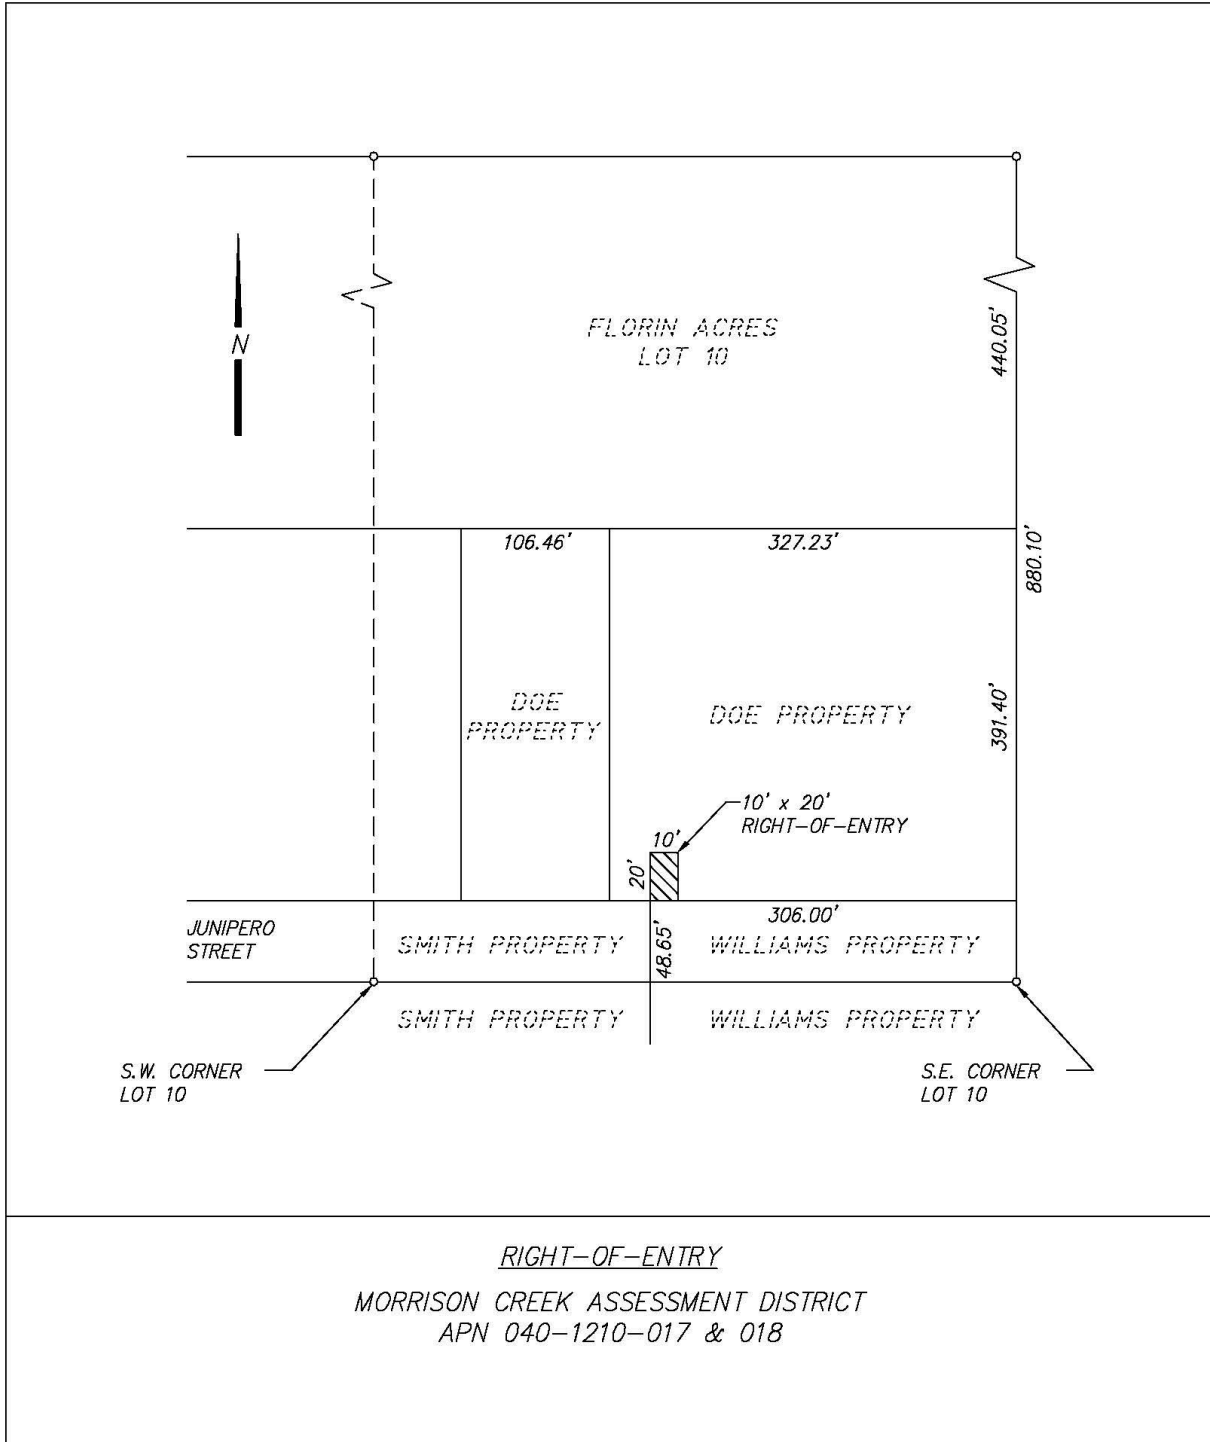 N
FLORIN ACRES
LOT 10
440.05'
106.46'
327.23'
880.10'
DOE
PROPERTY
DOE PROPERTY
391.40'
10' x 20'
RIGHT-OF-ENTRY
10'
20'
JUNIPERO
STREET
306.00'
SMITH PROPERTY
48.65'
WILLIAMS PROPERTY
SMITH PROPERTY
WILLIAMS PROPERTY
S.W. CORNER
LOT 10
S.E. CORNER
LOT 10
RIGHT-OF-ENTRY
MORRISON CREEK ASSESSMENT DISTRICT
APN 040-1210-017 & 018